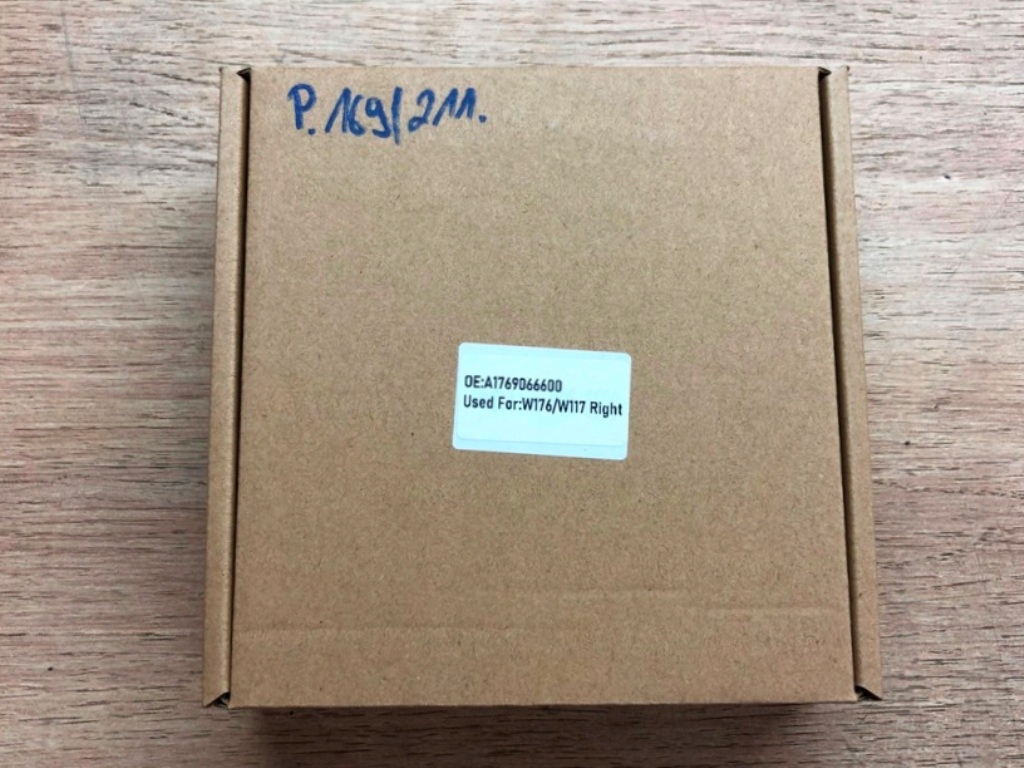 P. 169/211.
OE:A1769066600
Used For:W176/W117 Right